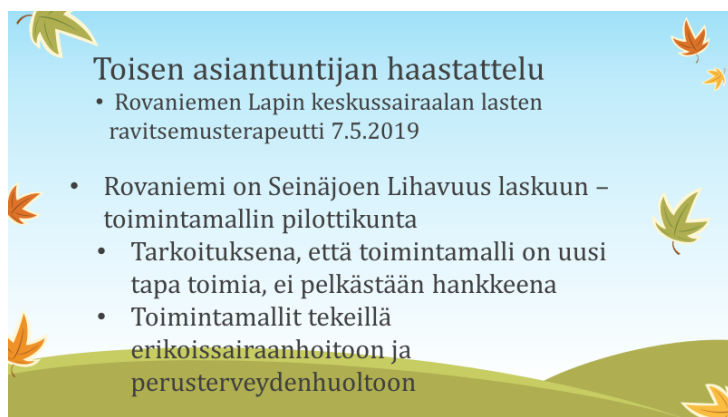 Toisen asiantuntijan haastattelu
• Rovaniemen Lapin keskussairaalan lasten
ravitsemusterapeutti 7.5.2019
• Rovaniemi on Seinäjoen Lihavuus laskuun –
toimintamallin pilottikunta
• Tarkoituksena, että toimintamalli on uusi
tapa toimia, ei pelkästään hankkeena
• Toimintamallit tekeillä
erikoissairaanhoitoon ja
perusterveydenhuoltoon